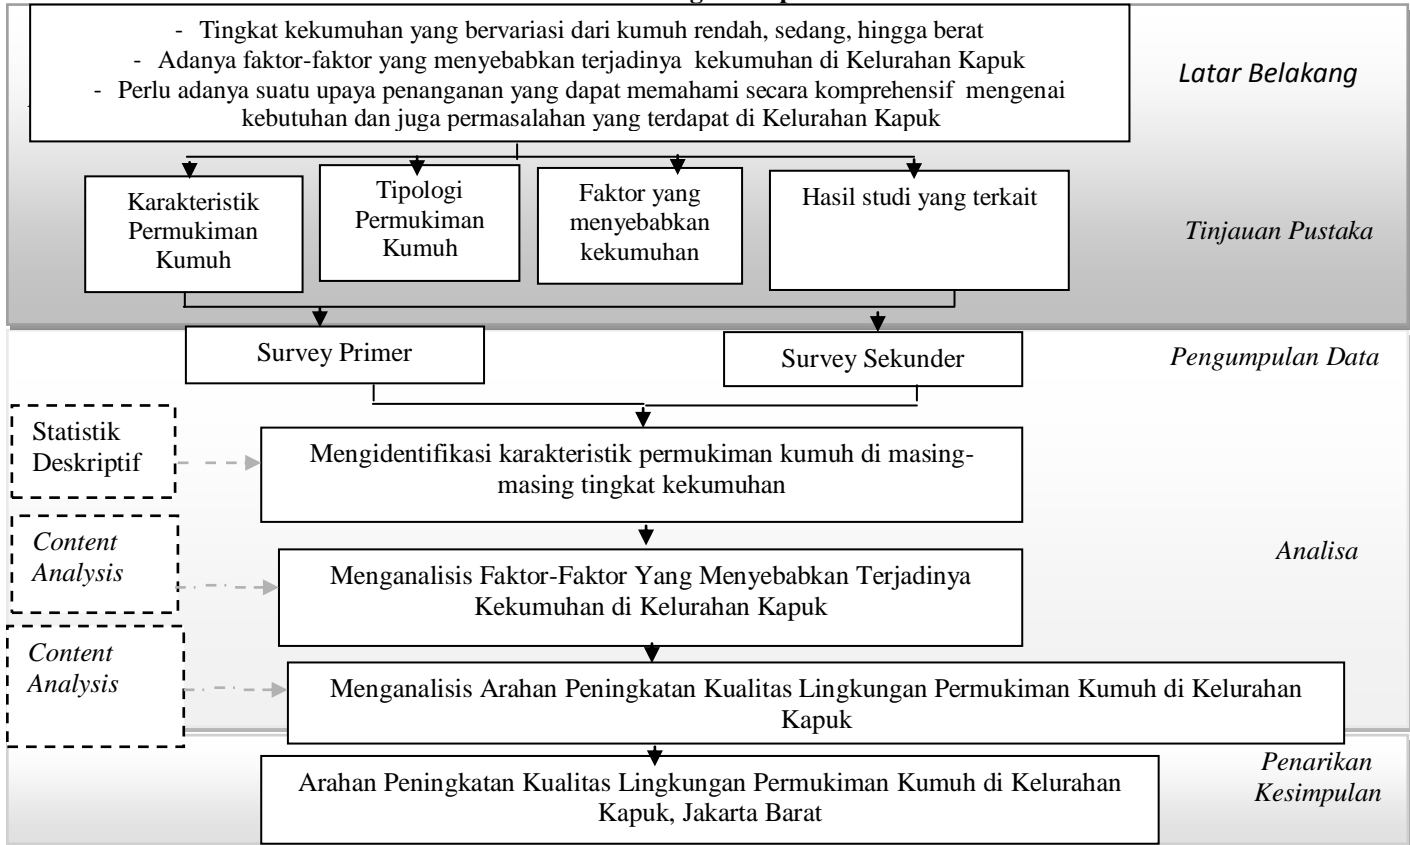 - Tingkat kekumuhan yang bervariasi dari kumuh rendah, sedang, hingga berat
- Adanya faktor-faktor yang menyebabkan terjadinya kekumuhan di Kelurahan Kapuk
- Perlu adanya suatu upaya penanganan yang dapat memahami secara komprehensif mengenai
kebutuhan dan juga permasalahan yang terdapat di Kelurahan Kapuk
Latar Belakang
Karakteristik
Permukiman
Kumuh
Tipologi
Permukiman
Kumuh
Faktor yang
menyebabkan
kekumuhan
Hasil studi yang terkait
Tinjauan Pustaka
Survey Primer
Survey Sekunder
Pengumpulan Data
Statistik
Deskriptif
Mengidentifikasi karakteristik permukiman kumuh di masing-
masing tingkat kekumuhan
Content
Analysis
Menganalisis Faktor-Faktor Yang Menyebabkan Terjadinya
Kekumuhan di Kelurahan Kapuk
Analisa
Content
Analysis
Menganalisis Arahan Peningkatan Kualitas Lingkungan Permukiman Kumuh di Kelurahan
Kapuk
Arahan Peningkatan Kualitas Lingkungan Permukiman Kumuh di Kelurahan
Kapuk, Jakarta Barat
Penarikan
Kesimpulan